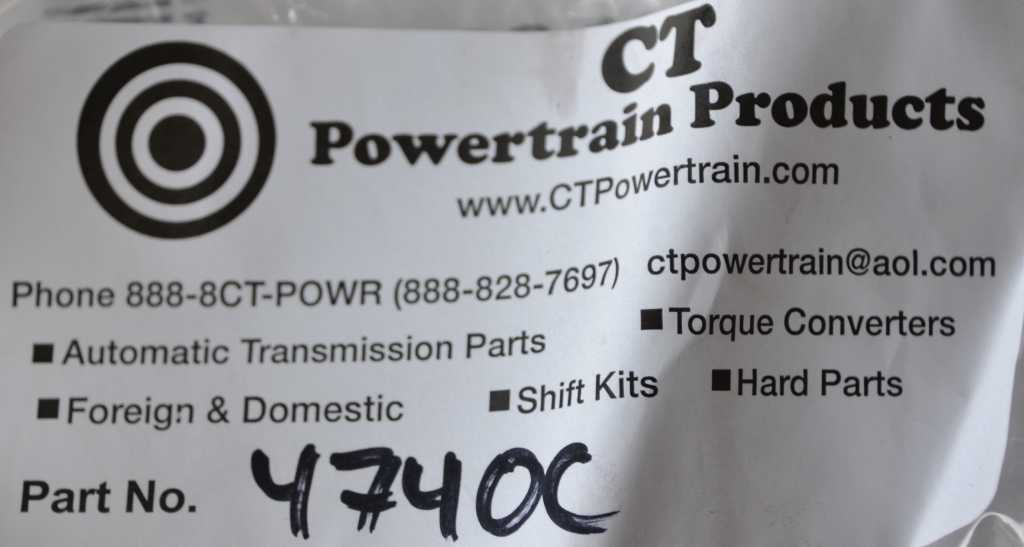 CT
Powertrain Products
www.CTPowertrain.com
Phone 888-8CT-POWR (888-828-7697) ctpowertrain@aol.com
■ Automatic Transmission Parts ■ Torque Converters
■ Foreign & Domestic ■ Shift Kits ■ Hard Parts
Part No. 4740C